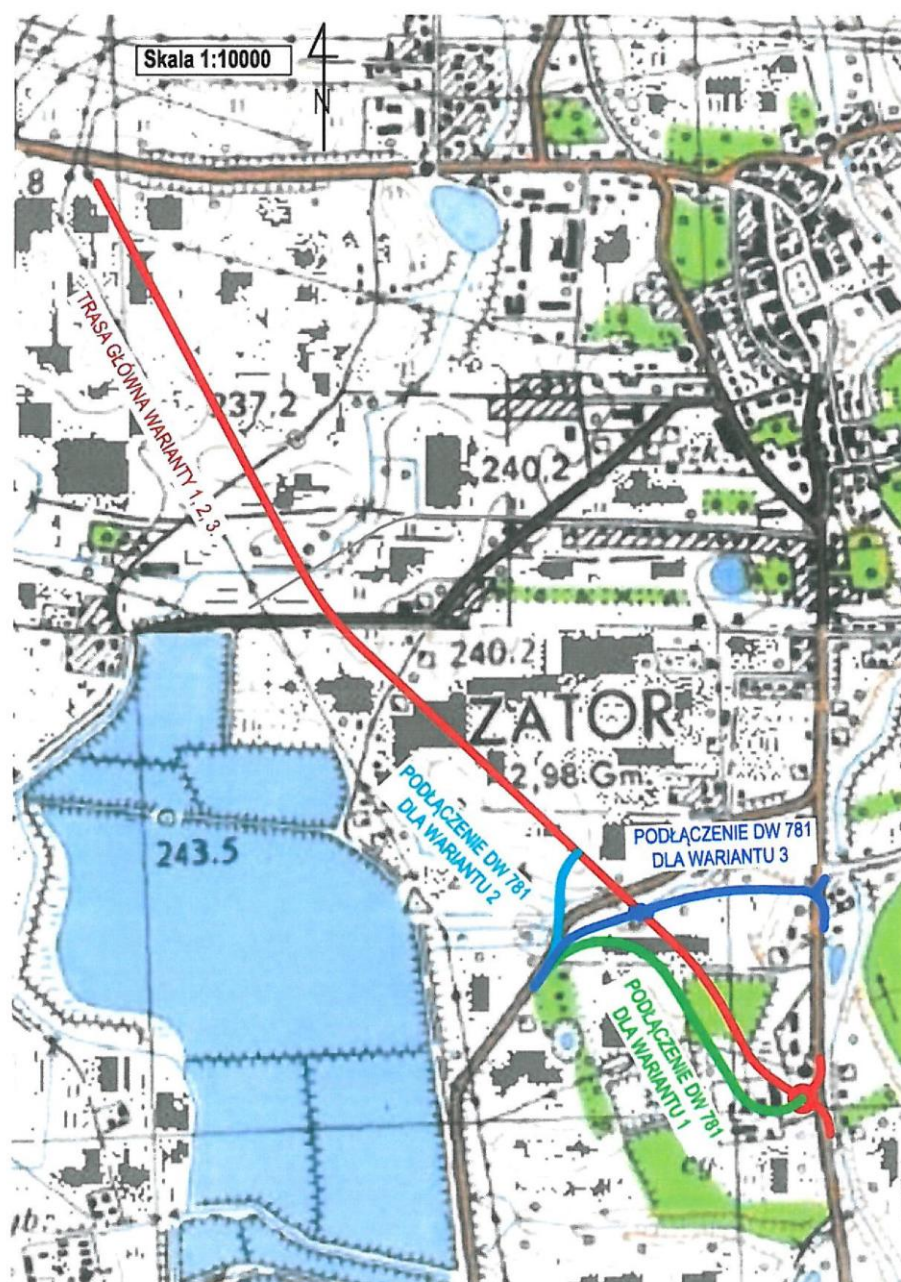 Skala 1:10000
N
8
TRASA GŁÓWNA WARIANTY 1, 2, 3
237.2
240.2
szk
240.2
ZATOR
2,98 Gm.
PODŁĄCZENIE DW 781
DLA WARIANTU 2
PODŁĄCZENIE DW 781
DLA WARIANTU 3
243.5
PODŁĄCZENIE DW 781
DLA WARIANTU 1